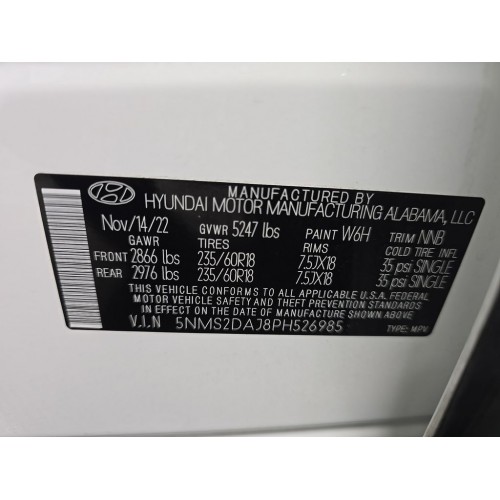 MANUFACTURED BY
HYUNDAI MOTOR MANUFACTURING ALABAMA, LLC
Nov/14/22 GVWR 5247 lbs PAINT W6H TRIM NNB
GAWR TIRES RIMS COLD TIRE INFL
FRONT 2866 lbs 235/60R18 7.5JX18 35 psi SINGLE
REAR 2976 lbs 235/60R18 7.5JX18 35 psi SINGLE
THIS VEHICLE CONFORMS TO ALL APPLICABLE U.S.A. FEDERAL
MOTOR VEHICLE SAFETY AND THEFT PREVENTION STANDARDS
IN EFFECT ON THE DATE OF MANUFACTURE SHOWN ABOVE.
V.I.N 5NMS2DAJ8PH526985 TYPE: MPV